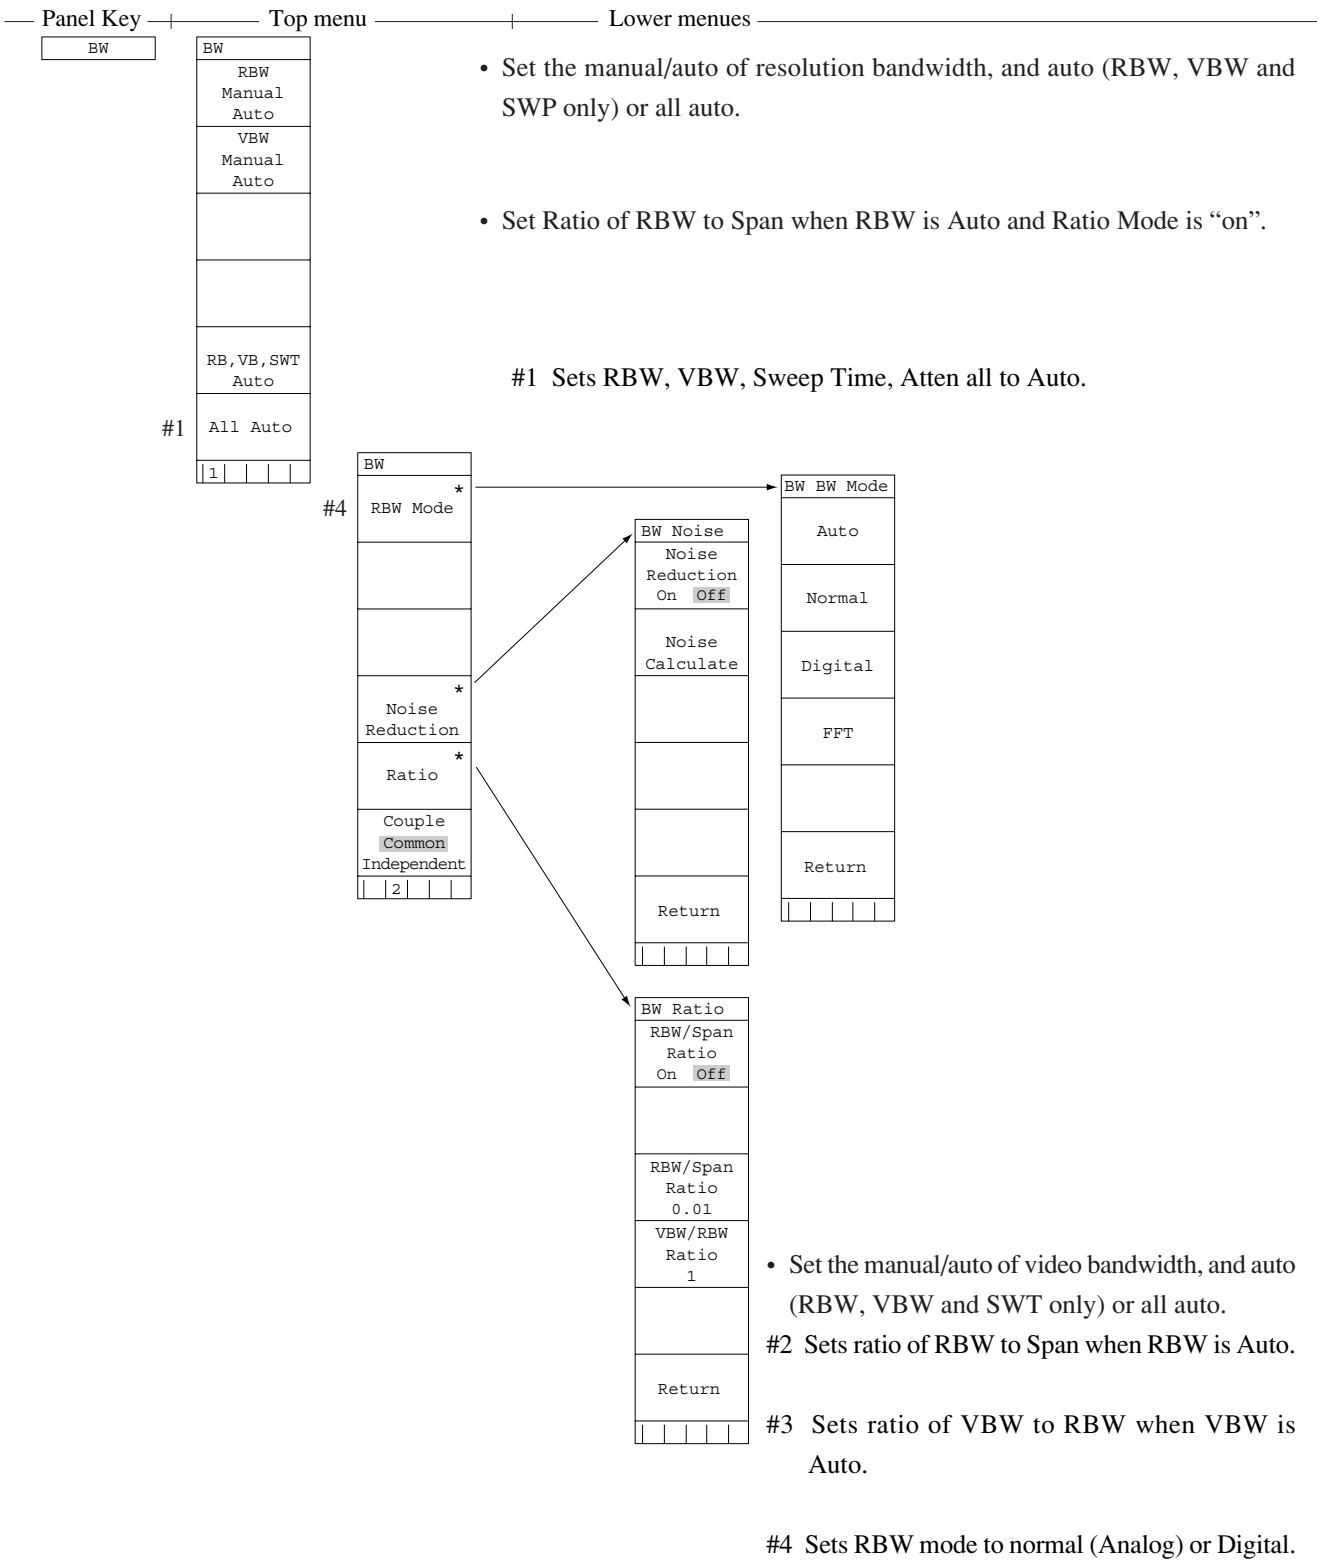 Panel Key
Top menu
Lower menues
BW
BW
RBW
Manual
Auto
VBW
Manual
Auto
RB,VB,SWT
Auto
#1
All Auto
1
• Set the manual/auto of resolution bandwidth, and auto (RBW, VBW and
SWP only) or all auto.
• Set Ratio of RBW to Span when RBW is Auto and Ratio Mode is “on”.
#1 Sets RBW, VBW, Sweep Time, Atten all to Auto.
BW
*
#4
RBW Mode
*
Noise
Reduction
*
Ratio
Couple
Common
Independent
2
BW Noise
Noise
Reduction
On Off
Noise
Calculate
Return
BW BW Mode
Auto
Normal
Digital
FFT
Return
BW Ratio
RBW/Span
Ratio
On Off
RBW/Span
Ratio
0.01
VBW/RBW
Ratio
1
Return
• Set the manual/auto of video bandwidth, and auto
(RBW, VBW and SWT only) or all auto.
#2 Sets ratio of RBW to Span when RBW is Auto.
#3 Sets ratio of VBW to RBW when VBW is
Auto.
#4 Sets RBW mode to normal (Analog) or Digital.